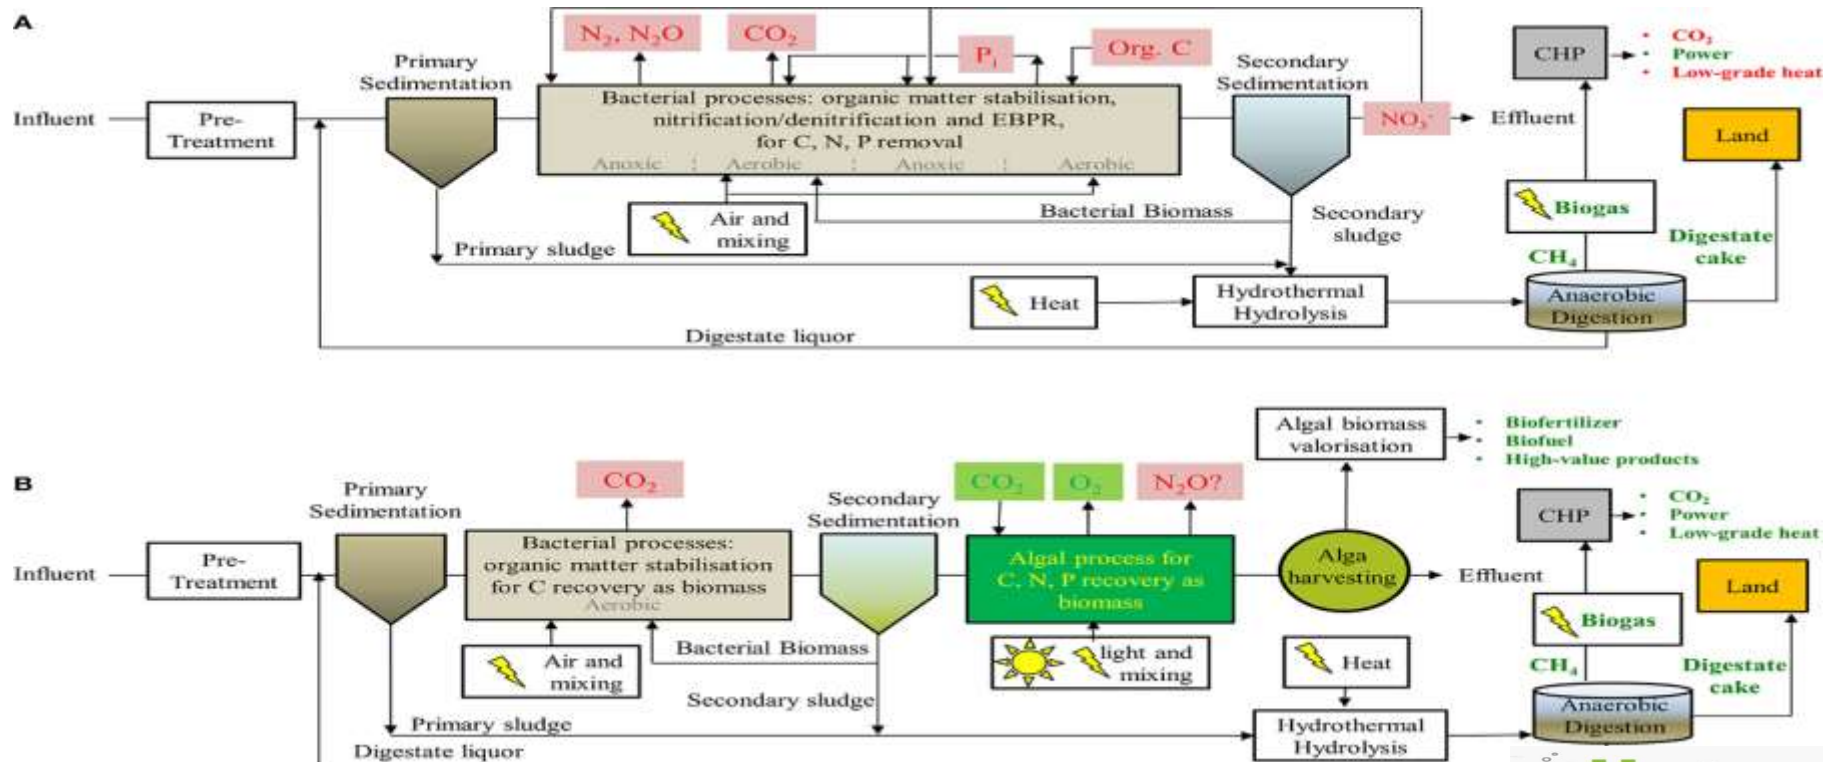 A
N₂, N₂O
CO₂
Pᵢ
Org. C
Primary
Sedimentation
Secondary
Sedimentation
CHP
• CO₂
• Power
• Low-grade heat
Influent
Pre-
Treatment
Bacterial processes: organic matter stabilisation,
nitrification/denitrification and EBPR,
for C, N, P removal
Anoxic ¦ Aerobic ¦ Anoxic ¦ Aerobic
NO₃⁻
Effluent
Land
Air and
mixing
Bacterial Biomass
Secondary
sludge
Primary sludge
Biogas
CH₄
Digestate
cake
Heat
Hydrothermal
Hydrolysis
Anaerobic
Digestion
Digestate liquor
B
Algal biomass
valorisation
• Biofertilizer
• Biofuel
• High-value products
Primary
Sedimentation
CO₂
Secondary
Sedimentation
CO₂
O₂
N₂O?
CHP
• CO₂
• Power
• Low-grade heat
Influent
Pre-
Treatment
Bacterial processes:
organic matter stabilisation
for C recovery as biomass
Aerobic
Algal process for
C, N, P recovery as
biomass
Alga
harvesting
Effluent
Land
Air and
mixing
Bacterial Biomass
light and
mixing
Heat
Biogas
CH₄
Digestate
cake
Secondary sludge
Primary sludge
Digestate liquor
Hydrothermal
Hydrolysis
Anaerobic
Digestion